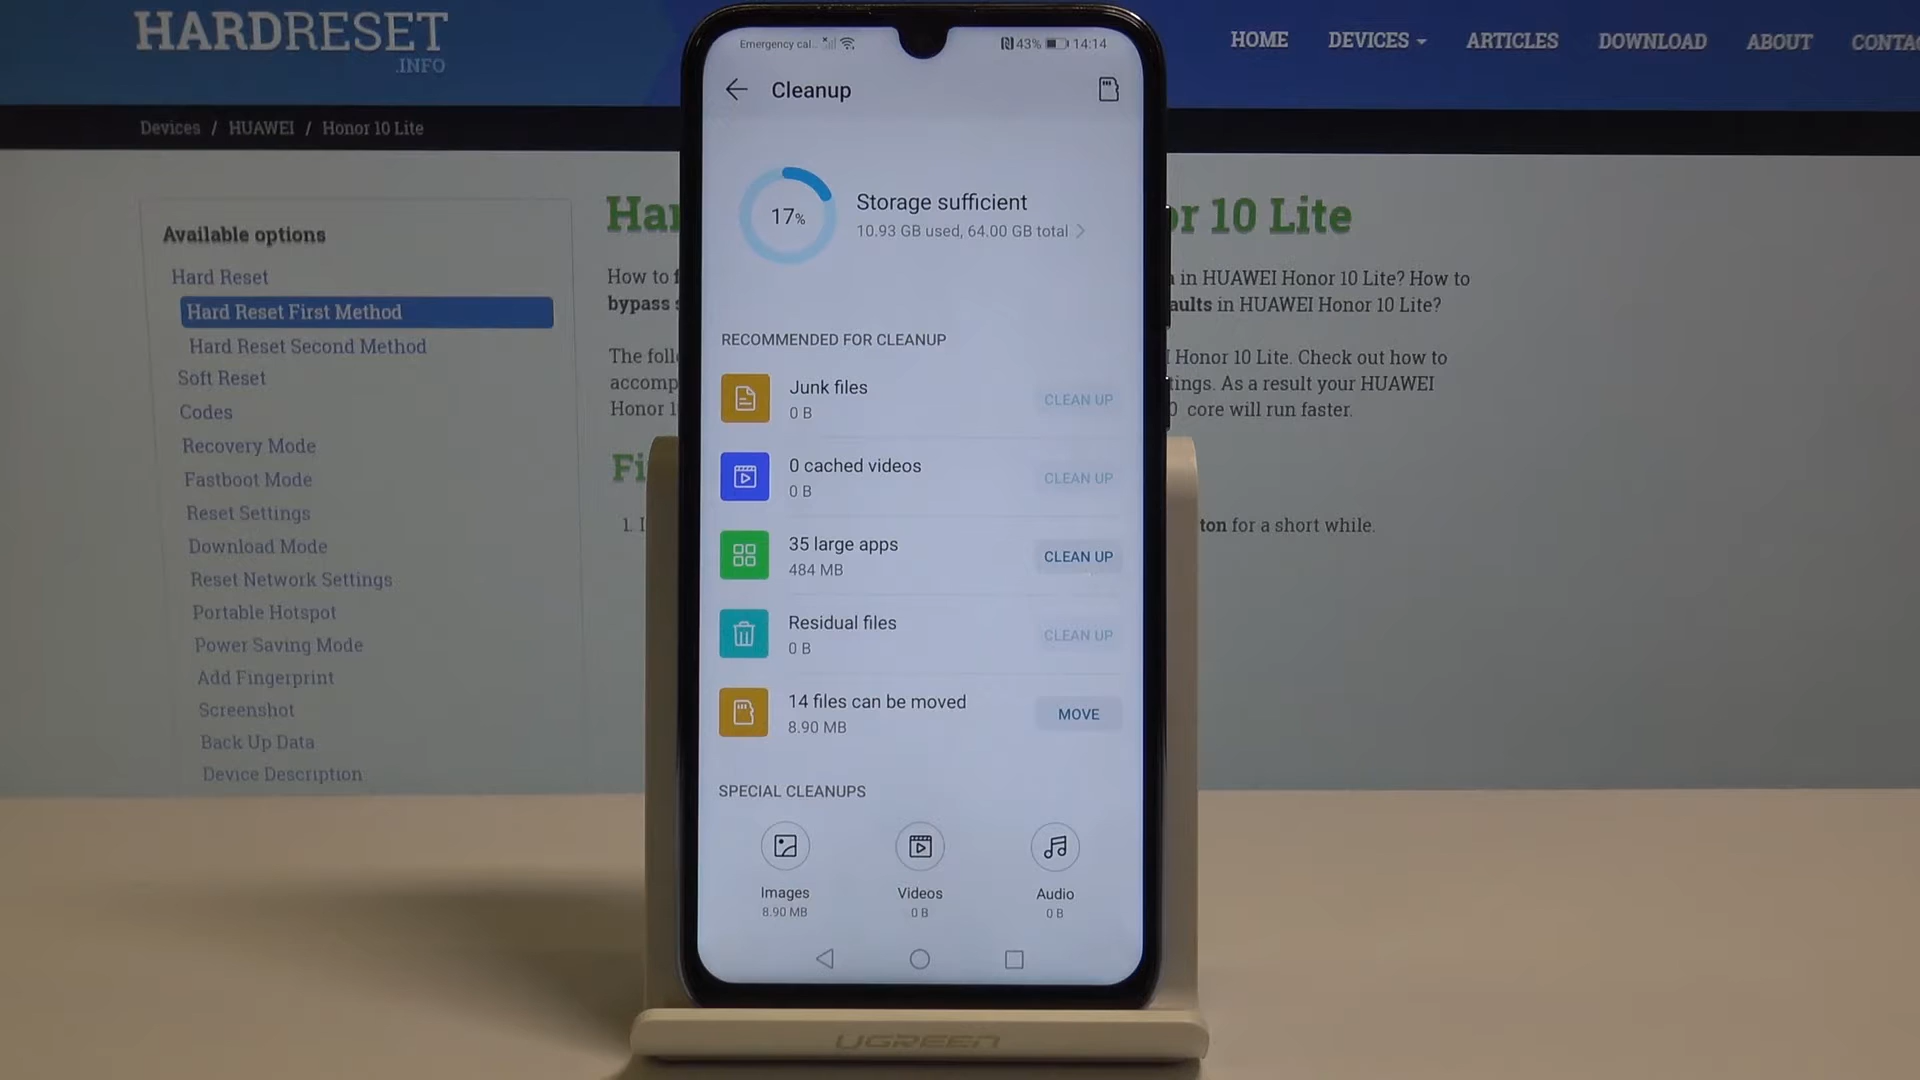 HARDRESET
.INFO
HOME DEVICES ARTICLES DOWNLOAD ABOUT
Devices / HUAWEI / Honor 10 Lite
Available options
Hard Reset
Hard Reset First Method
Hard Reset Second Method
Soft Reset
Codes
Recovery Mode
Fastboot Mode
Reset Settings
Download Mode
Reset Network Settings
Portable Hotspot
Power Saving Mode
Add Fingerprint
Screenshot
Back Up Data
Device Description
10 Lite
How to
in HUAWEI Honor 10 Lite? How to
bypass
in HUAWEI Honor 10 Lite?
Honor 10 Lite. Check out how to
As a result your HUAWEI
Honor
core will run faster.
1.
for a short while.
Emergency cal... 43% 14:14
Cleanup
17%
Storage sufficient
10.93 GB used, 64.00 GB total
RECOMMENDED FOR CLEANUP
Junk files
0 B
CLEAN UP
0 cached videos
0 B
CLEAN UP
35 large apps
484 MB
CLEAN UP
Residual files
0 B
CLEAN UP
14 files can be moved
8.90 MB
MOVE
SPECIAL CLEANUPS
Images
8.90 MB
Videos
0 B
Audio
0 B
UGREEN